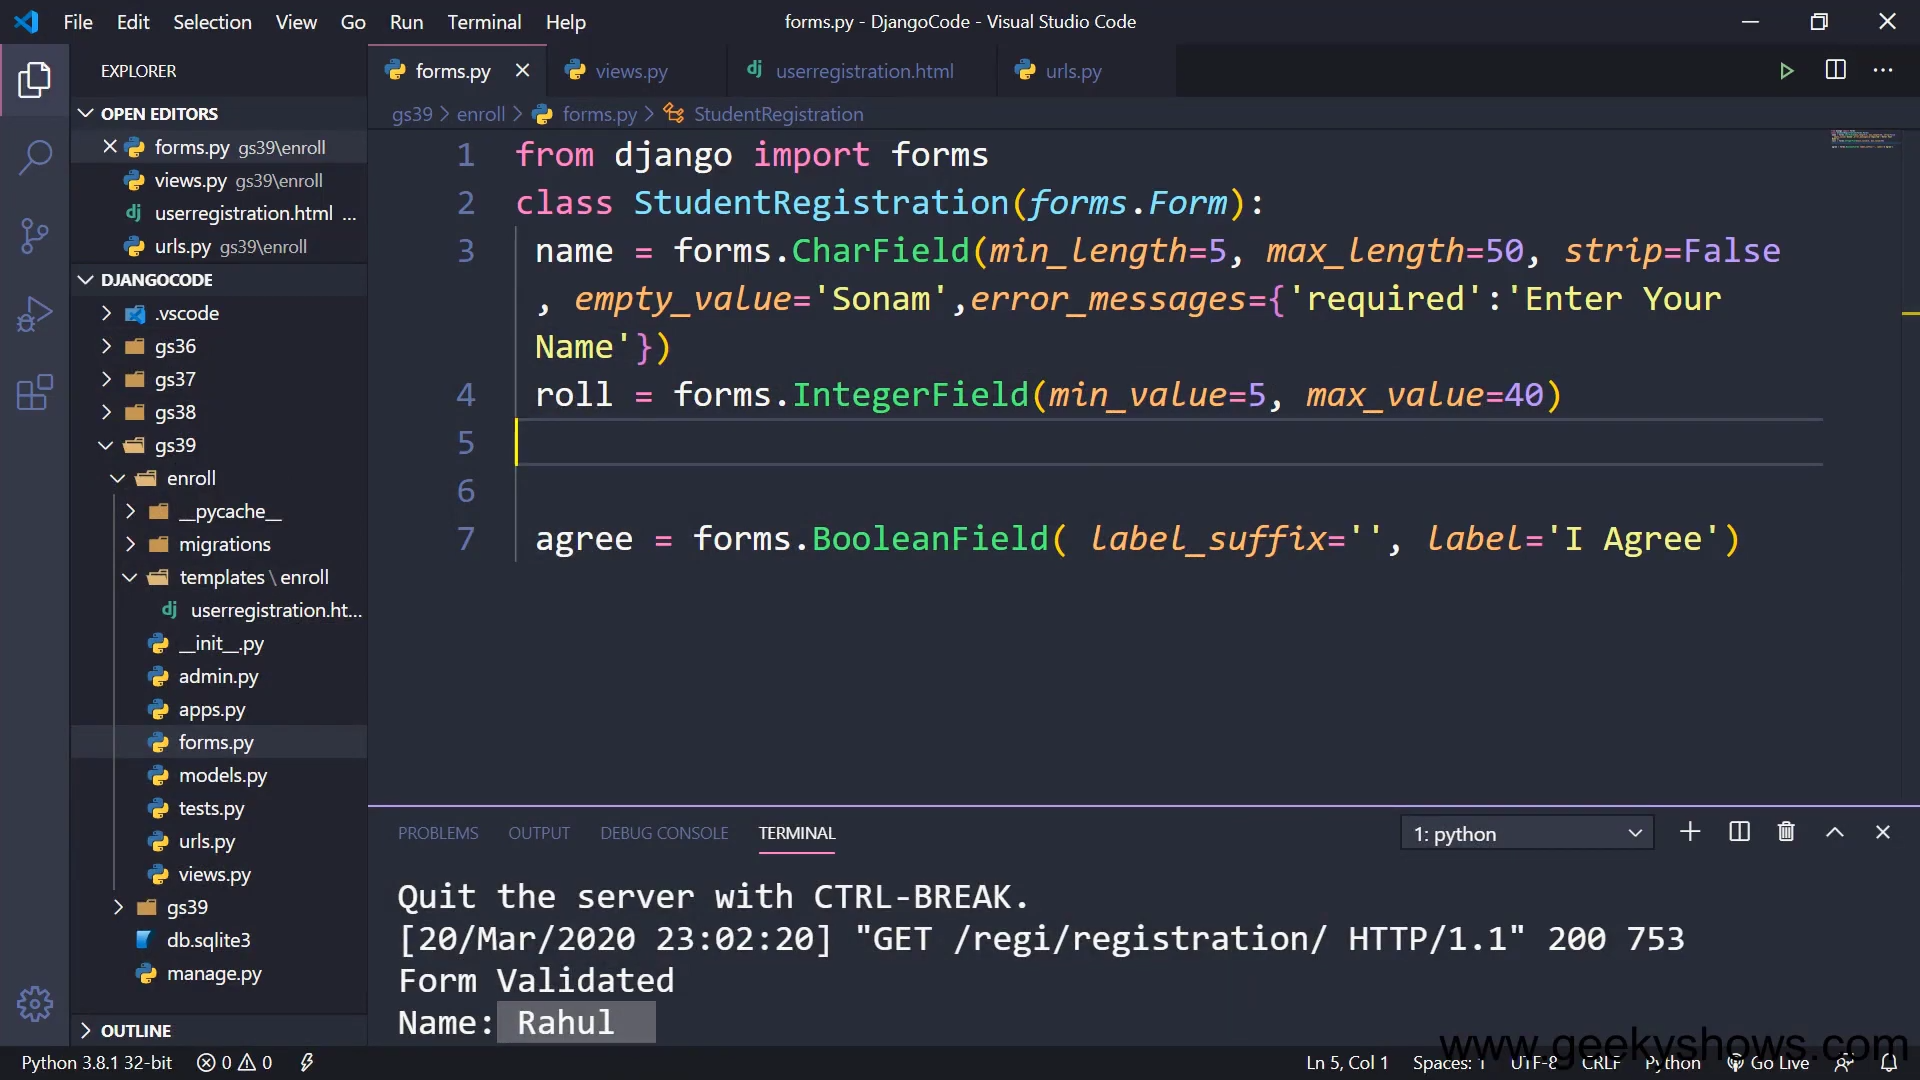 File Edit Selection View Go Run Terminal Help
forms.py - DjangoCode - Visual Studio Code
EXPLORER
OPEN EDITORS
forms.py gs39\enroll
views.py gs39\enroll
userregistration.html ...
urls.py gs39\enroll
DJANGOCODE
.vscode
gs36
gs37
gs38
gs39
enroll
__pycache__
migrations
templates \ enroll
userregistration.ht...
__init__.py
admin.py
apps.py
forms.py
models.py
tests.py
urls.py
views.py
gs39
db.sqlite3
manage.py
OUTLINE
forms.py views.py userregistration.html urls.py
gs39 > enroll > forms.py > StudentRegistration
1 from django import forms
2 class StudentRegistration(forms.Form):
3 name = forms.CharField(min_length=5, max_length=50, strip=False
, empty_value='Sonam',error_messages={'required':'Enter Your
Name'})
4 roll = forms.IntegerField(min_value=5, max_value=40)
5
6
7 agree = forms.BooleanField( label_suffix='', label='I Agree')
PROBLEMS OUTPUT DEBUG CONSOLE TERMINAL
1: python
Quit the server with CTRL-BREAK.
[20/Mar/2020 23:02:20] "GET /regi/registration/ HTTP/1.1" 200 753
Form Validated
Name: Rahul
www.geekyshows.com
Python 3.8.1 32-bit 0 0
Ln 5, Col 1 Spaces: 1 UTF-8 CRLF Python Go Live